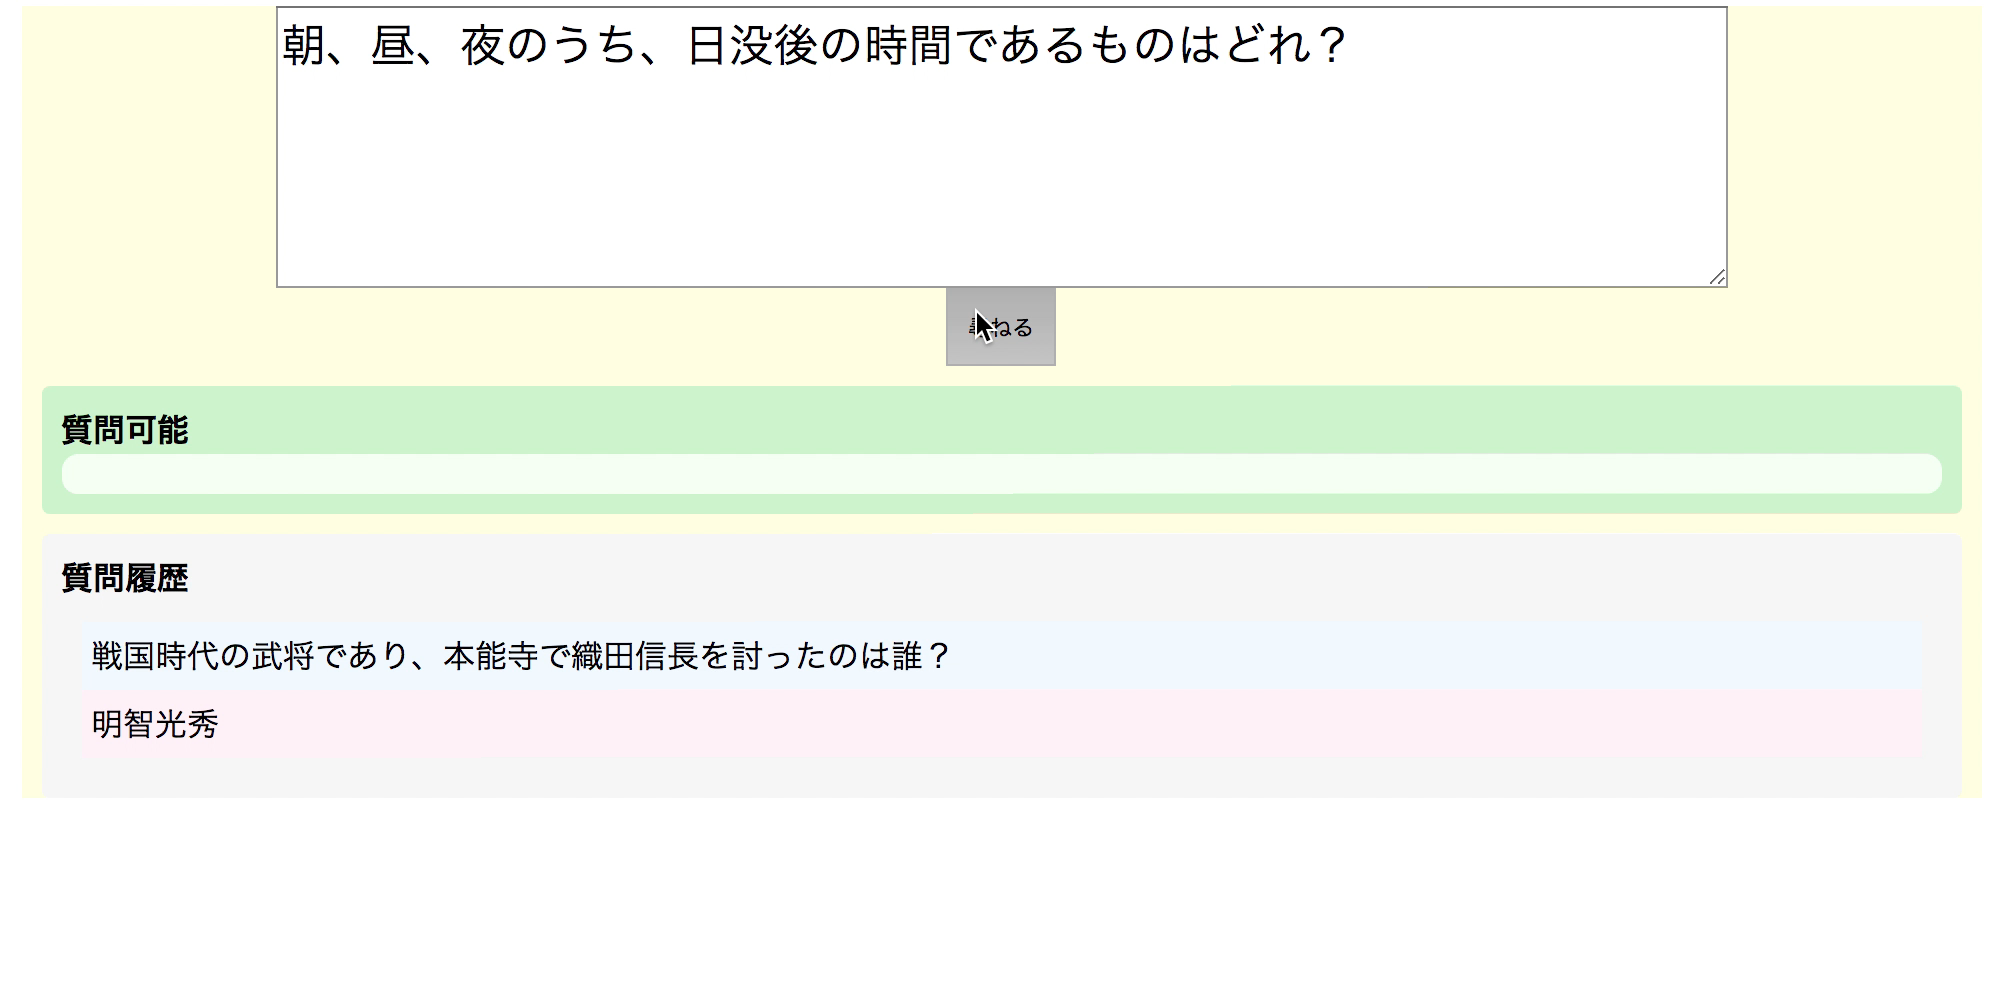 朝、昼、夜のうち、日没後の時間であるものはどれ？
ねる
質問可能
質問履歴
戦国時代の武将であり、本能寺で織田信長を討ったのは誰？
明智光秀